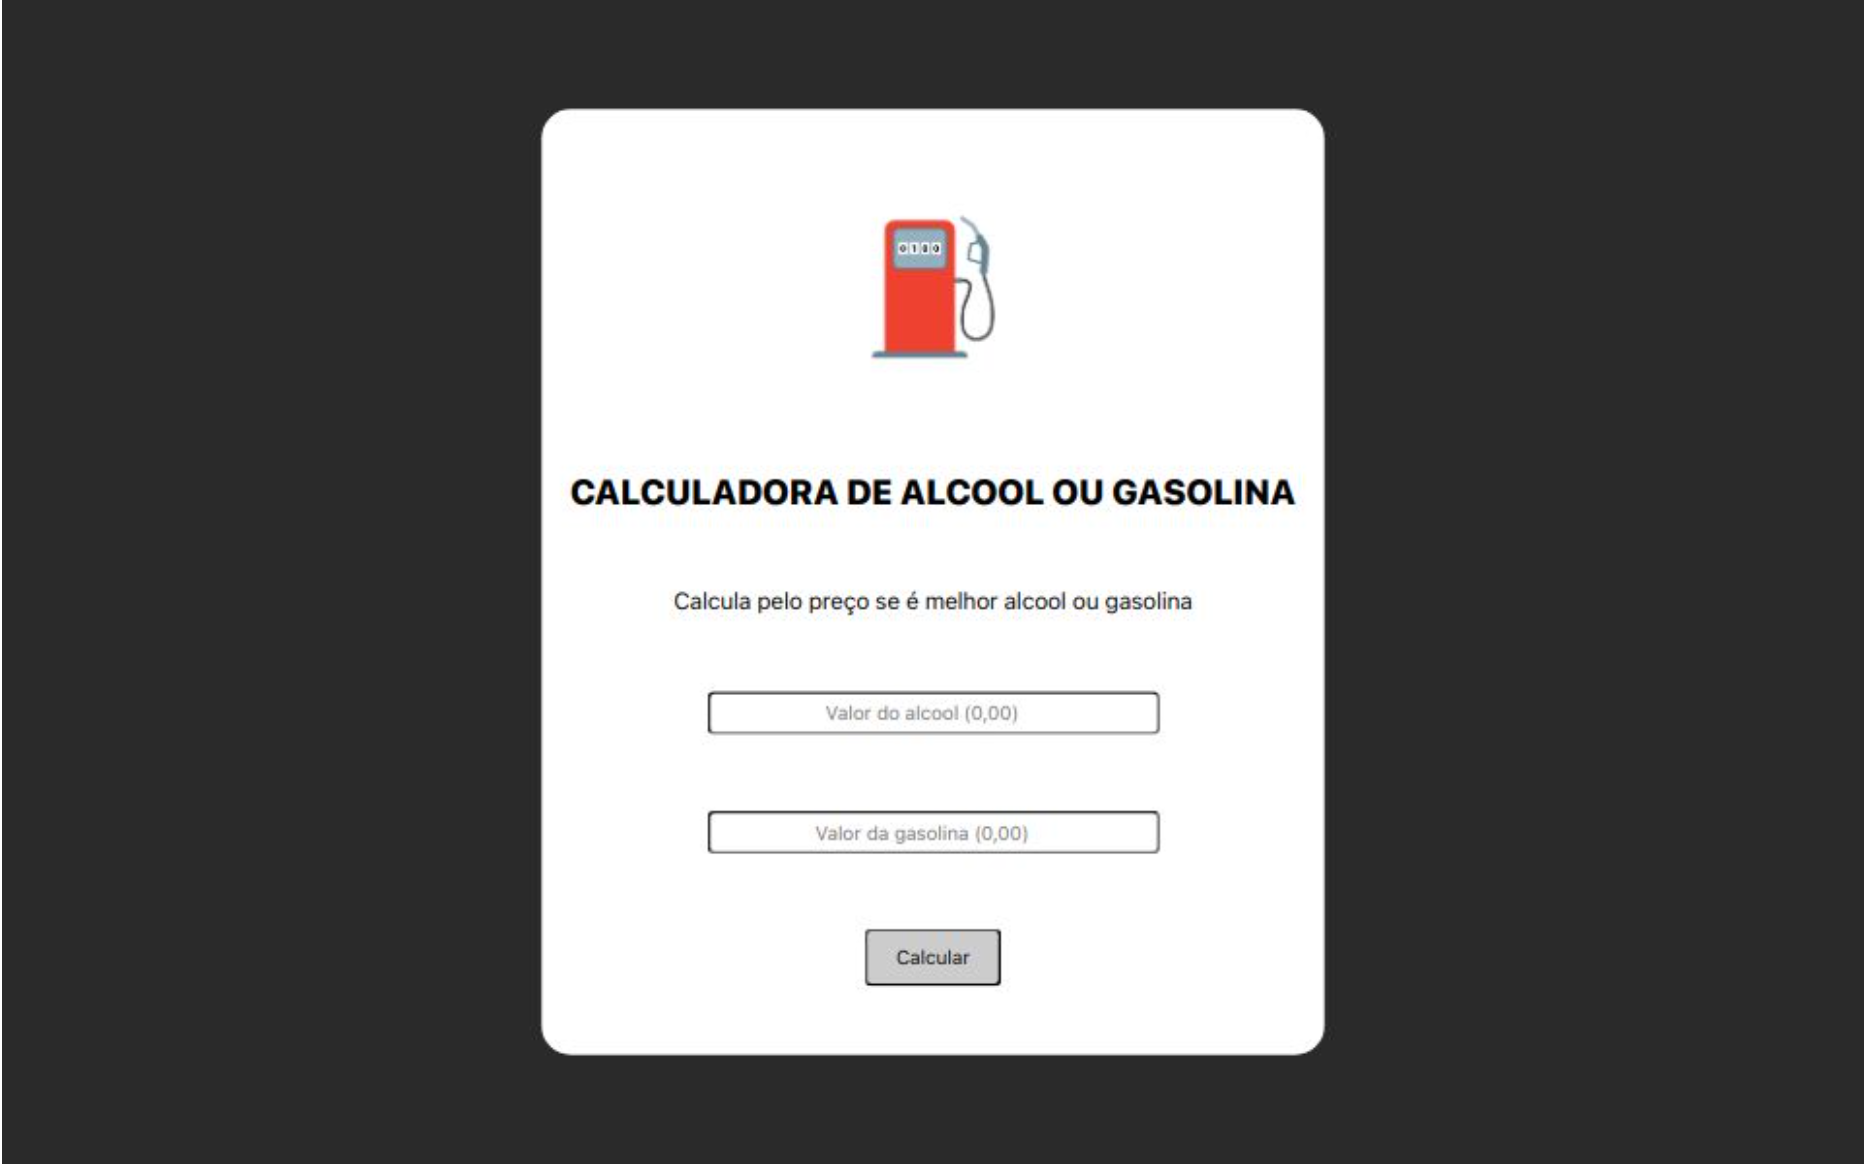 CALCULADORA DE ALCOOL OU GASOLINA
Calcula pelo preço se é melhor alcool ou gasolina
Valor do alcool (0,00)
Valor da gasolina (0,00)
Calcular